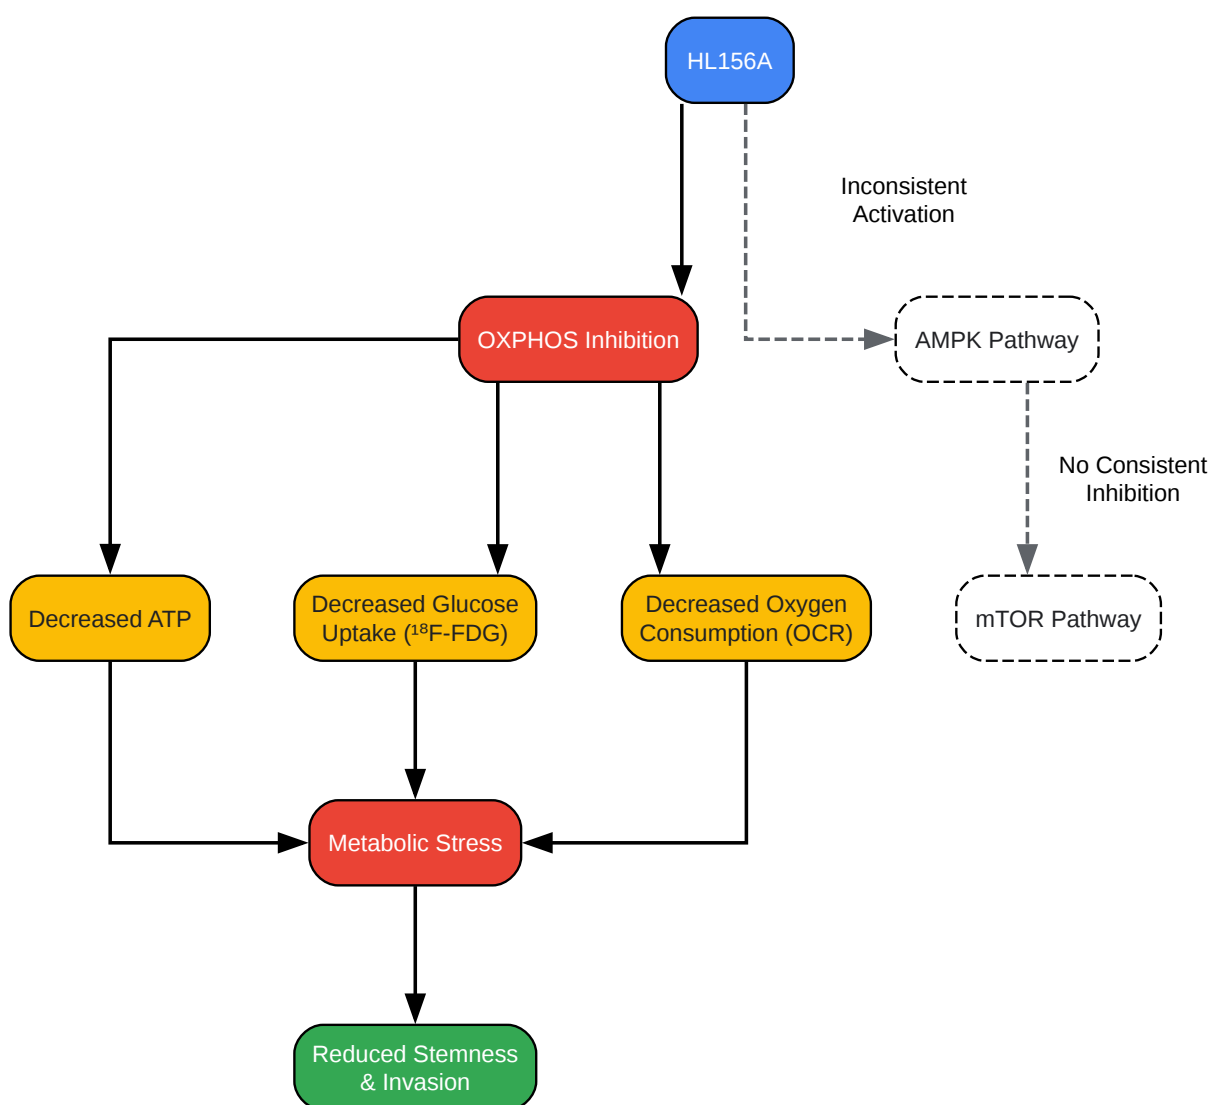 HL156A
Inconsistent
Activation
OXPHOS Inhibition
AMPK Pathway
No Consistent
Inhibition
Decreased ATP
Decreased Glucose
Uptake (¹⁸F-FDG)
Decreased Oxygen
Consumption (OCR)
mTOR Pathway
Metabolic Stress
Reduced Stemness
& Invasion